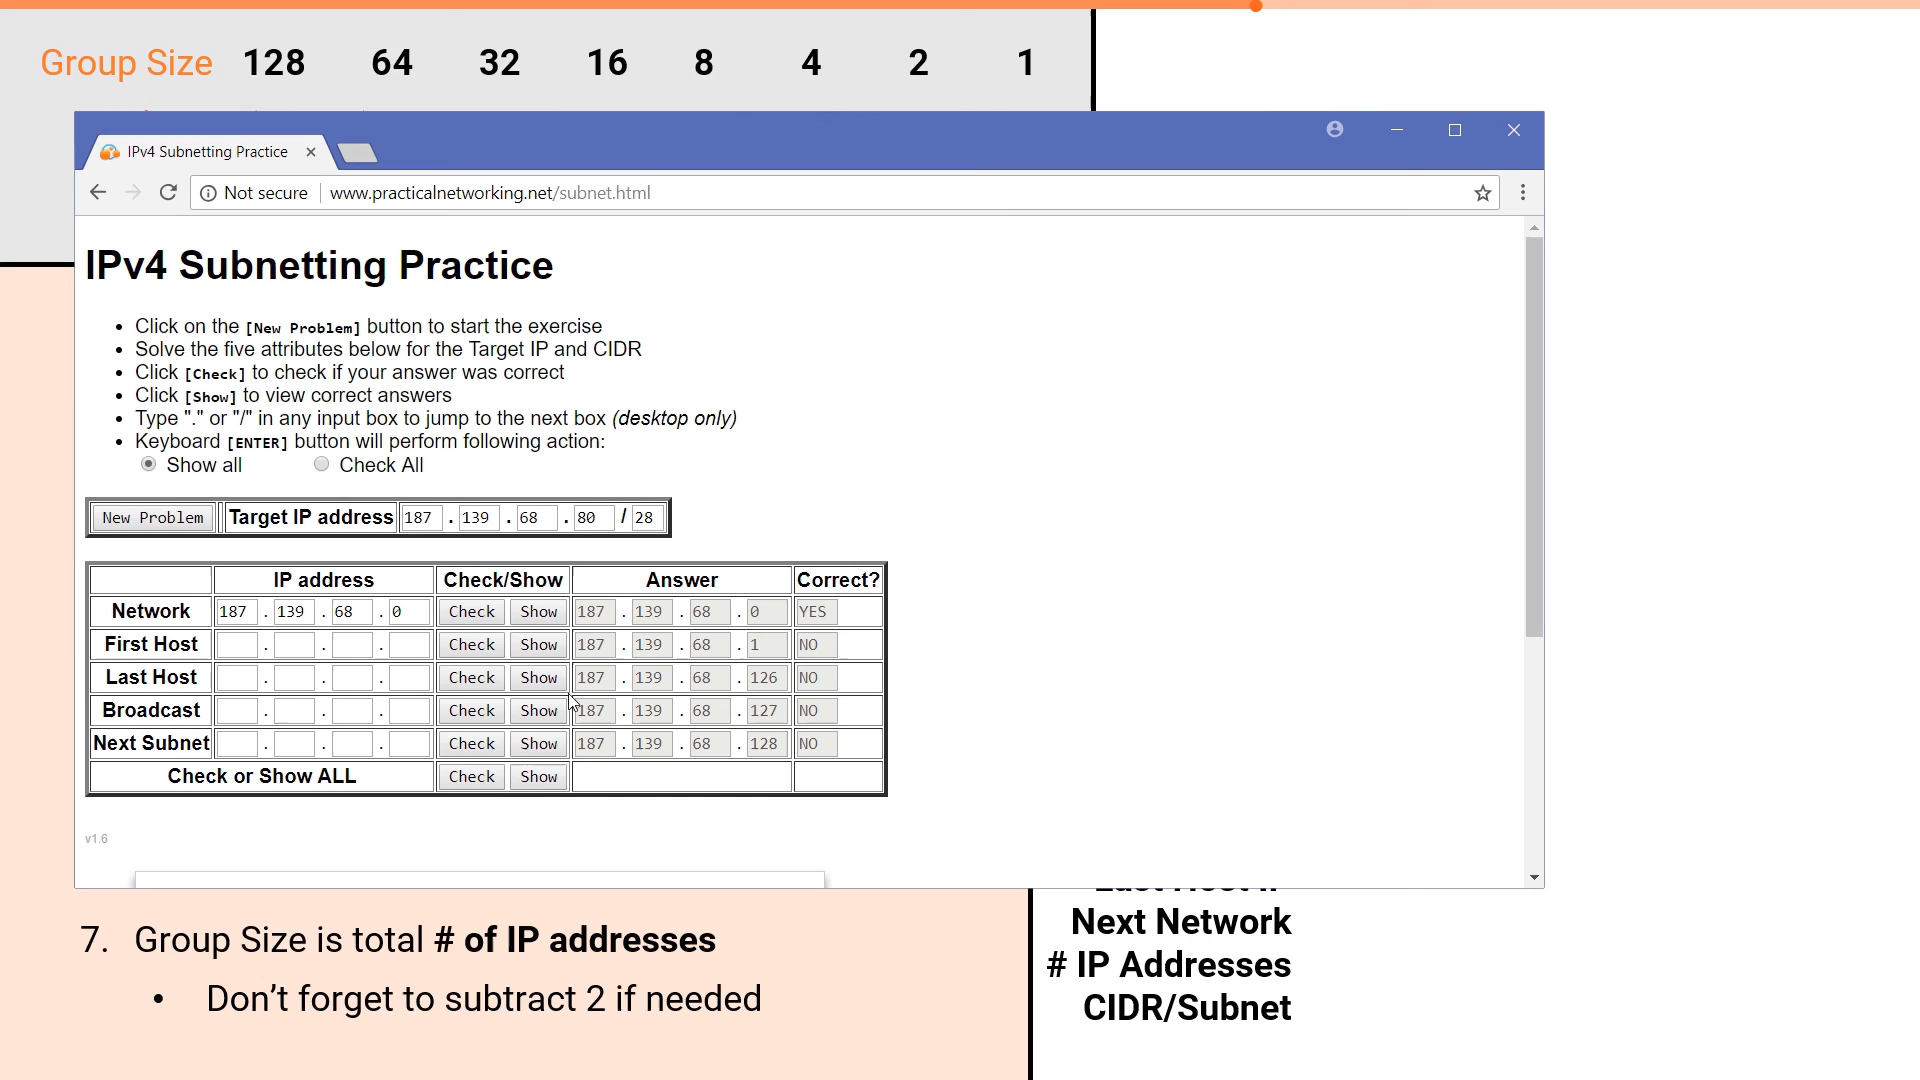 Group Size 128 64 32 16 8 4 2 1
IPv4 Subnetting Practice
Not secure www.practicalnetworking.net/subnet.html
IPv4 Subnetting Practice
• Click on the [New Problem] button to start the exercise
• Solve the five attributes below for the Target IP and CIDR
• Click [Check] to check if your answer was correct
• Click [Show] to view correct answers
• Type "." or "/" in any input box to jump to the next box (desktop only)
• Keyboard [ENTER] button will perform following action:
Show all Check All
New Problem Target IP address 187 . 139 . 68 . 80 / 28
IP address Check/Show Answer Correct?
Network 187 . 139 . 68 . 0 Check Show 187 . 139 . 68 . 0 YES
First Host . . . Check Show 187 . 139 . 68 . 1 NO
Last Host . . . Check Show 187 . 139 . 68 . 126 NO
Broadcast . . . Check Show 187 . 139 . 68 . 127 NO
Next Subnet . . . Check Show 187 . 139 . 68 . 128 NO
Check or Show ALL Check Show
v1.6
Next Network
7. Group Size is total # of IP addresses
# IP Addresses
• Don't forget to subtract 2 if needed
CIDR/Subnet